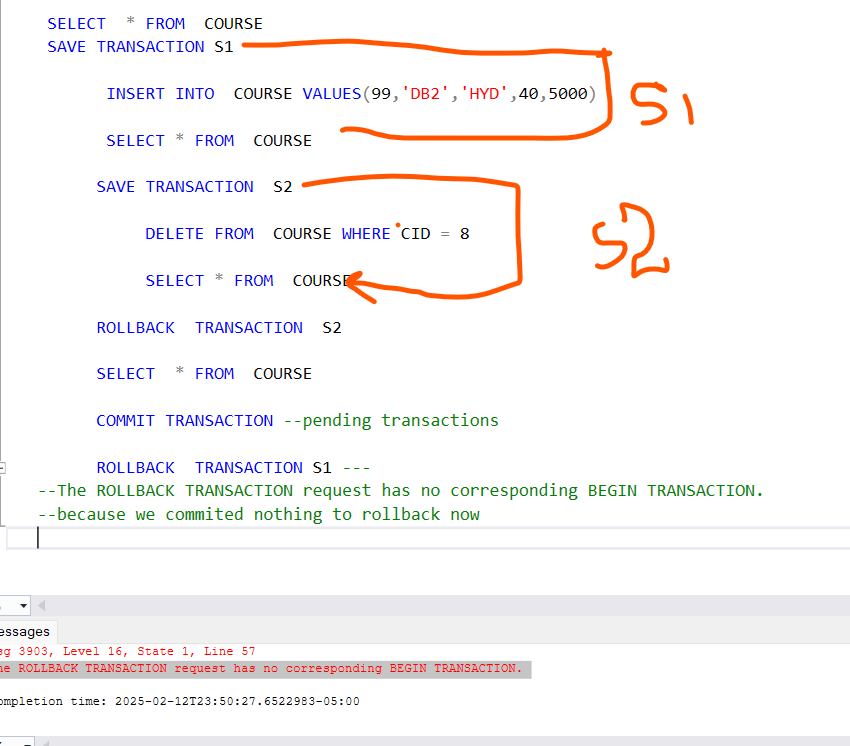 SELECT * FROM COURSE
SAVE TRANSACTION S1
INSERT INTO COURSE VALUES(99,'DB2','HYD',40,5000)
S1
SELECT * FROM COURSE
SAVE TRANSACTION S2
DELETE FROM COURSE WHERE CID = 8
S2
SELECT * FROM COURSE
ROLLBACK TRANSACTION S2
SELECT * FROM COURSE
COMMIT TRANSACTION --pending transactions
ROLLBACK TRANSACTION S1 ---
--The ROLLBACK TRANSACTION request has no corresponding BEGIN TRANSACTION.
--because we commited nothing to rollback now
essages
sg 3903, Level 16, State 1, Line 57
he ROLLBACK TRANSACTION request has no corresponding BEGIN TRANSACTION.
ompletion time: 2025-02-12T23:50:27.6522983-05:00